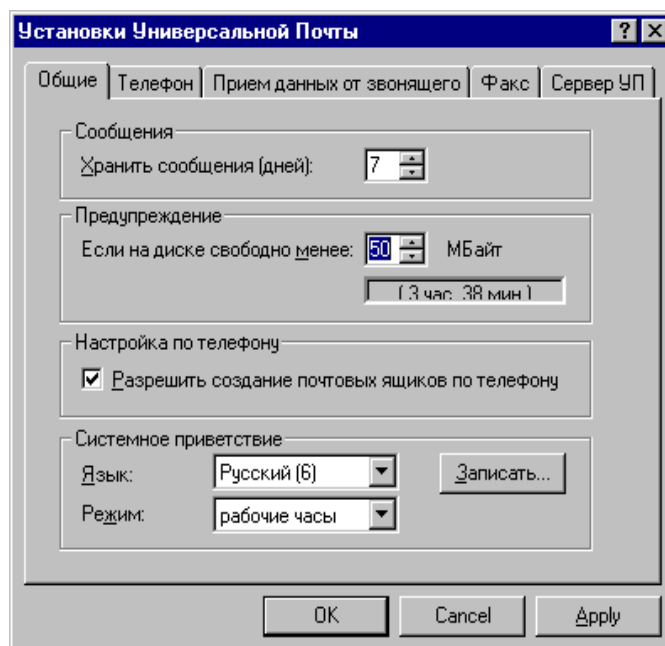 Установки Универсальной Почты
Общие Телефон Прием данных от звонящего Факс Сервер УП
Сообщения
Хранить сообщения (дней): 7
Предупреждение
Если на диске свободно менее: 50 МБайт
( 3 час. 38 мин )
Настройка по телефону
Разрешить создание почтовых ящиков по телефону
Системное приветствие
Язык: Русский (6) Записать...
Режим: рабочие часы
OK Cancel Apply